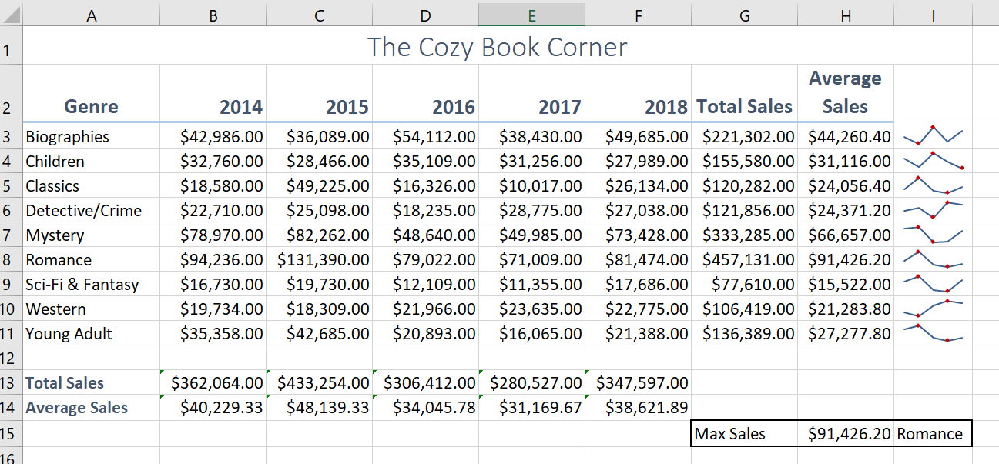 A B C D E F G H I
1 The Cozy Book Corner
2 Genre 2014 2015 2016 2017 2018 Total Sales Average Sales
3 Biographies $42,986.00 $36,089.00 $54,112.00 $38,430.00 $49,685.00 $221,302.00 $44,260.40
4 Children $32,760.00 $28,466.00 $35,109.00 $31,256.00 $27,989.00 $155,580.00 $31,116.00
5 Classics $18,580.00 $49,225.00 $16,326.00 $10,017.00 $26,134.00 $120,282.00 $24,056.40
6 Detective/Crime $22,710.00 $25,098.00 $18,235.00 $28,775.00 $27,038.00 $121,856.00 $24,371.20
7 Mystery $78,970.00 $82,262.00 $48,640.00 $49,985.00 $73,428.00 $333,285.00 $66,657.00
8 Romance $94,236.00 $131,390.00 $79,022.00 $71,009.00 $81,474.00 $457,131.00 $91,426.20
9 Sci-Fi & Fantasy $16,730.00 $19,730.00 $12,109.00 $11,355.00 $17,686.00 $77,610.00 $15,522.00
10 Western $19,734.00 $18,309.00 $21,966.00 $23,635.00 $22,775.00 $106,419.00 $21,283.80
11 Young Adult $35,358.00 $42,685.00 $20,893.00 $16,065.00 $21,388.00 $136,389.00 $27,277.80
12
13 Total Sales $362,064.00 $433,254.00 $306,412.00 $280,527.00 $347,597.00
14 Average Sales $40,229.33 $48,139.33 $34,045.78 $31,169.67 $38,621.89
15 Max Sales $91,426.20 Romance
16